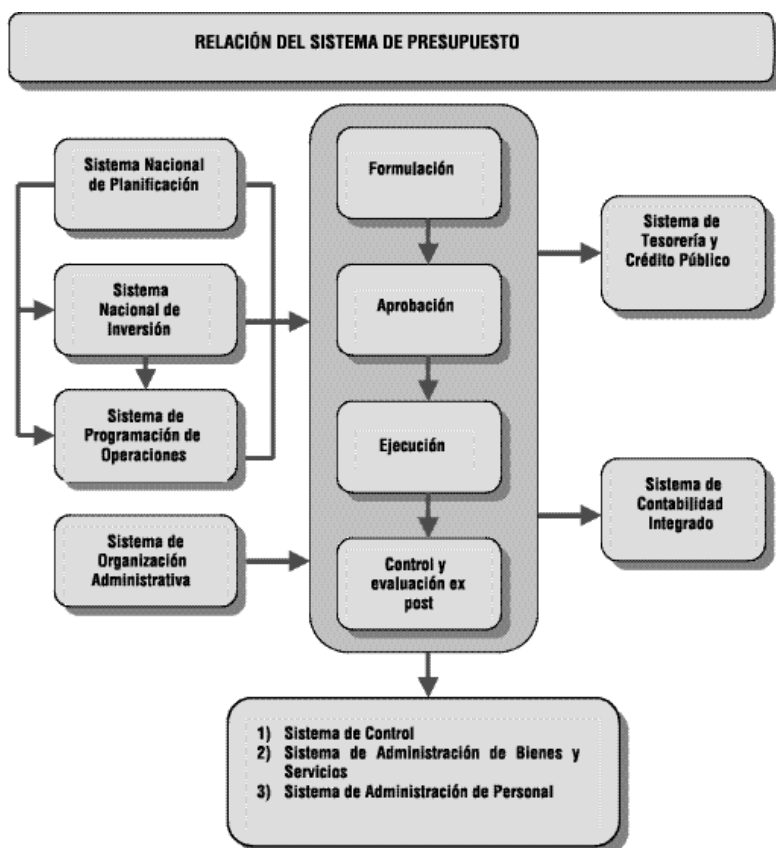 RELACIÓN DEL SISTEMA DE PRESUPUESTO
Sistema Nacional
de Planificación
Sistema
Nacional de
Inversión
Sistema de
Programación de
Operaciones
Sistema de
Organización
Administrativa
Formulación
Aprobación
Ejecución
Control y
evaluación ex
post
Sistema de
Tesorería y
Crédito Público
Sistema de
Contabilidad
Integrado
1) Sistema de Control
2) Sistema de Administración de Bienes y
Servicios
3) Sistema de Administración de Personal